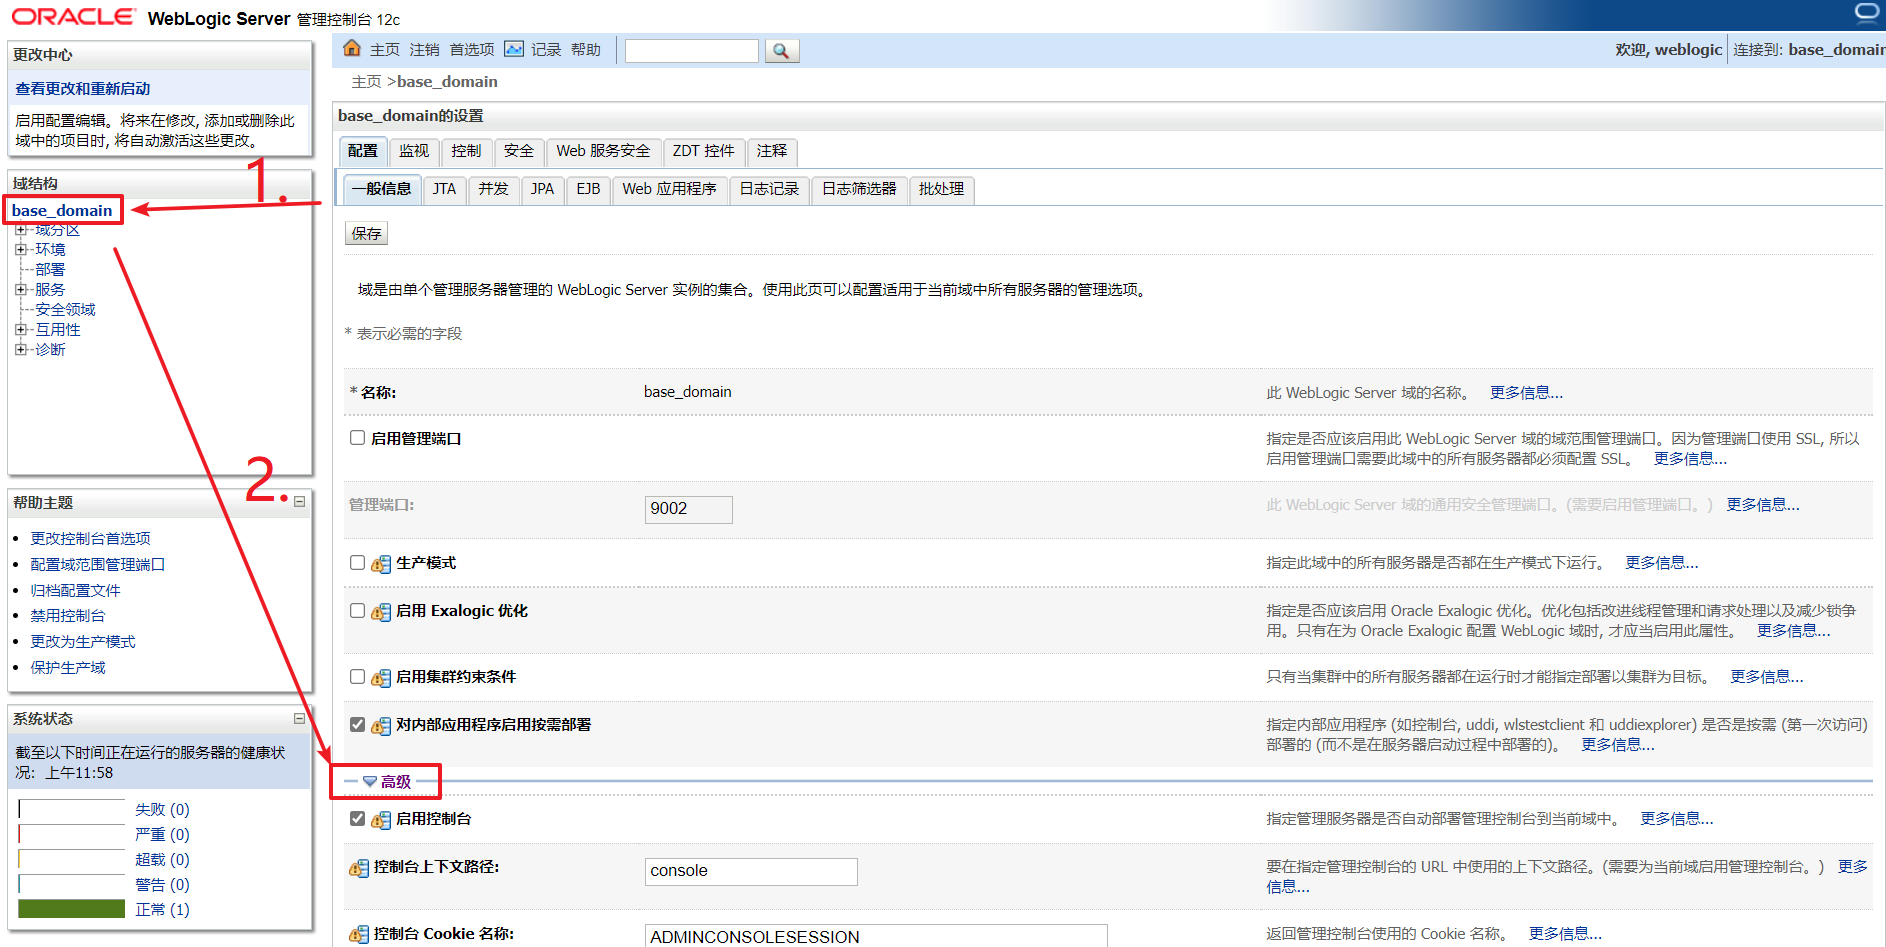 ORACLE WebLogic Server 管理控制台 12c
更改中心
查看更改和重新启动
启用配置编辑。将来在修改, 添加或删除此
域中的项目时, 将自动激活这些更改。
域结构
1.
base_domain
域分区
环境
部署
服务
安全领域
互用性
诊断
2.
帮助主题
更改控制台首选项
配置域范围管理端口
归档配置文件
禁用控制台
更改为生产模式
保护生产域
系统状态
截至以下时间正在运行的服务器的健康状
况: 上午11:58
失败 (0)
严重 (0)
超载 (0)
警告 (0)
正常 (1)
主页 注销 首选项 记录 帮助
欢迎, weblogic 连接到: base_domain
主页 >base_domain
base_domain的设置
配置 监视 控制 安全 Web 服务安全 ZDT 控件 注释
一般信息 JTA 并发 JPA EJB Web 应用程序 日志记录 日志筛选器 批处理
保存
域是由单个管理服务器管理的 WebLogic Server 实例的集合。使用此页可以配置适用于当前域中所有服务器的管理选项。
* 表示必需的字段
* 名称: base_domain 此 WebLogic Server 域的名称。 更多信息...
启用管理端口 指定是否应该启用此 WebLogic Server 域的域范围管理端口。因为管理端口使用 SSL, 所以
启用管理端口需要此域中的所有服务器都必须配置 SSL。 更多信息...
管理端口: 9002 此 WebLogic Server 域的通用安全管理端口。(需要启用管理端口。) 更多信息...
生产模式 指定此域中的所有服务器是否都在生产模式下运行。 更多信息...
启用 Exalogic 优化 指定是否应该启用 Oracle Exalogic 优化。优化包括改进线程管理和请求处理以及减少锁争
用。只有在为 Oracle Exalogic 配置 WebLogic 域时, 才应当启用此属性。 更多信息...
启用集群约束条件 只有当集群中的所有服务器都在运行时才能指定部署以集群为目标。 更多信息...
对内部应用程序启用按需部署 指定内部应用程序 (如控制台, uddi, wlstestclient 和 uddiexplorer) 是否是按需 (第一次访问)
部署的 (而不是在服务器启动过程中部署的)。 更多信息...
高级
启用控制台 指定管理服务器是否自动部署管理控制台到当前域中。 更多信息...
控制台上下文路径: console 要在指定管理控制台的 URL 中使用的上下文路径。(需要为当前域启用管理控制台。) 更多
信息...
控制台 Cookie 名称: ADMINCONSOLESESSION 返回管理控制台使用的 Cookie 名称。 更多信息...